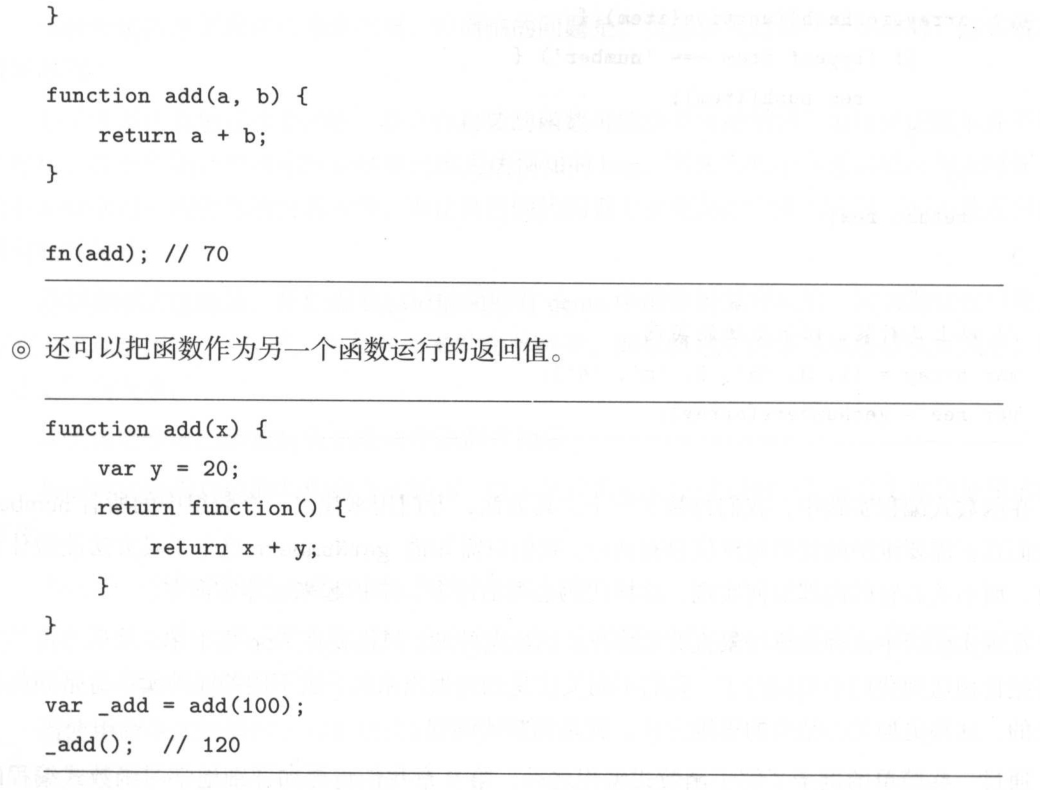 }
function add(a, b) {
    return a + b;
}
fn(add); // 70
◎ 还可以把函数作为另一个函数运行的返回值。
function add(x) {
    var y = 20;
    return function() {
        return x + y;
    }
}
var _add = add(100);
_add();  // 120